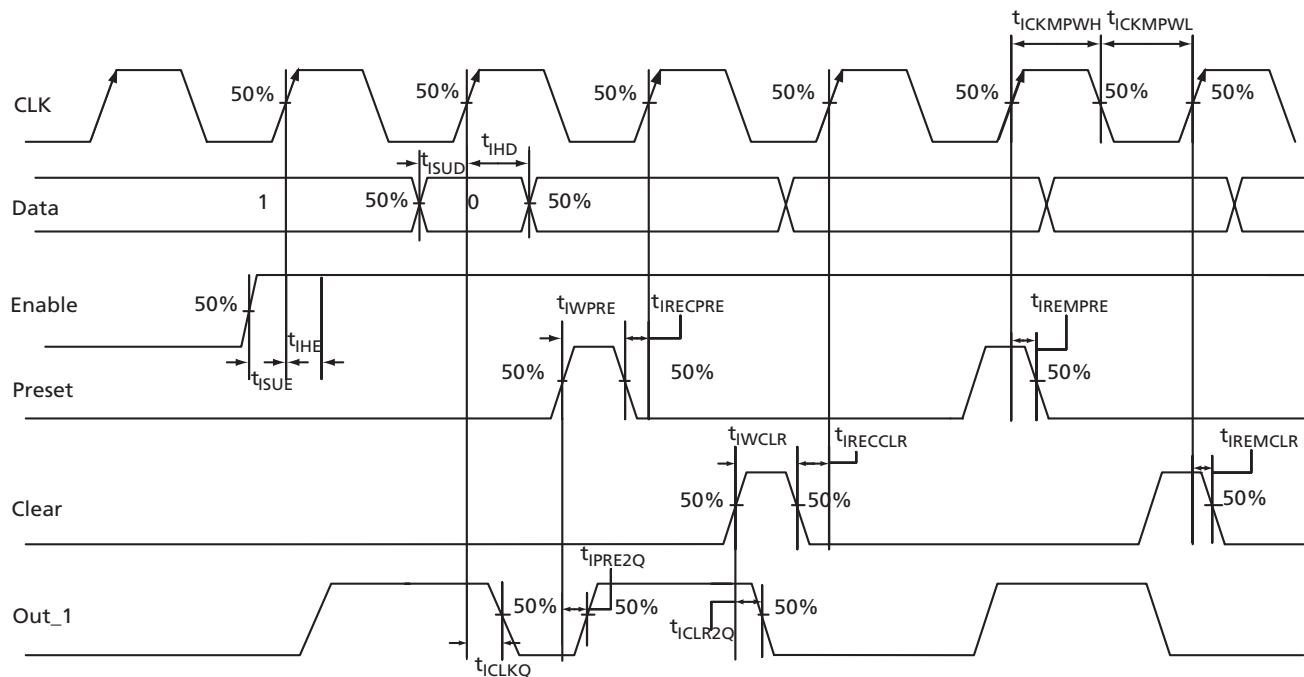 tICKMPWH tICKMPWL
CLK
50% 50% 50% 50% 50% 50% 50%
tISUD tIHD
Data
1 50% 0 50%
Enable
50%
tIHE
tISUE
tIWPRE tIRECPRE tIREMPRE
Preset
50% 50% 50%
tIWCLR tIRECCLR tIREMCLR
Clear
50% 50% 50%
tIPRE2Q
Out_1
50% 50% 50%
tICLR2Q
tICLKQ